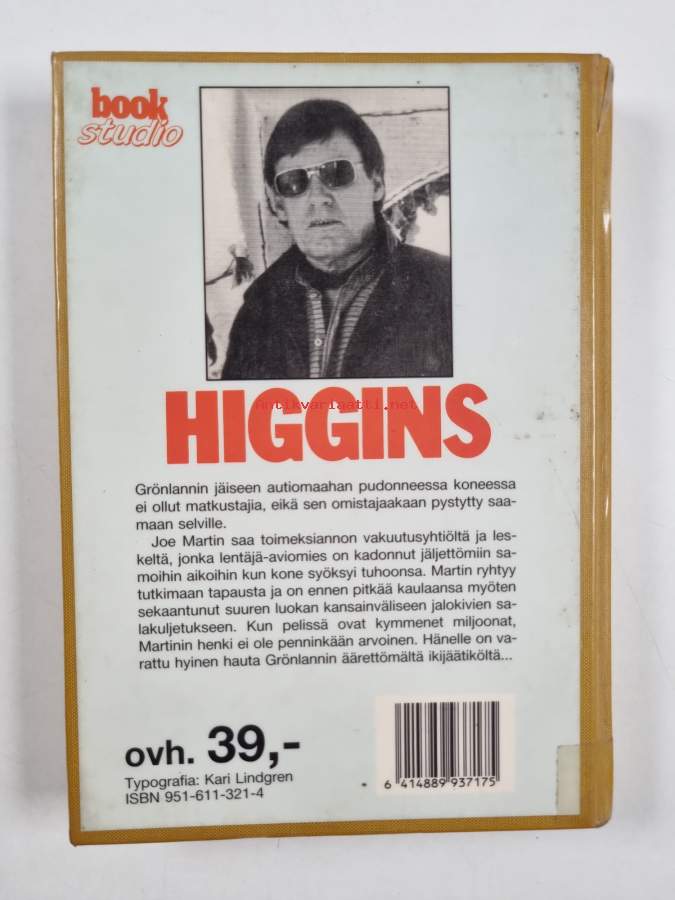 book
studio
HIGGINS
Antikvariaatti.net
Grönlannin jäiseen autiomaahan pudonneessa koneessa
ei ollut matkustajia, eikä sen omistajaakaan pystytty saa-
maan selville.
Joe Martin saa toimeksiannon vakuutusyhtiöltä ja les-
keltä, jonka lentäjä-aviomies on kadonnut jäljettömiin sa-
moihin aikoihin kun kone syöksyi tuhoonsa. Martin ryhtyy
tutkimaan tapausta ja on ennen pitkää kaulaansa myöten
sekaantunut suuren luokan kansainväliseen jalokivien sa-
lakuljetukseen. Kun pelissä ovat kymmenet miljoonat,
Martinin henki ei ole penninkään arvoinen. Hänelle on va-
rattu hyinen hauta Grönlannin äärettömältä ikijäätiköltä...
ovh. 39,-
Typografia: Kari Lindgren
ISBN 951-611-321-4
6 414889 937175